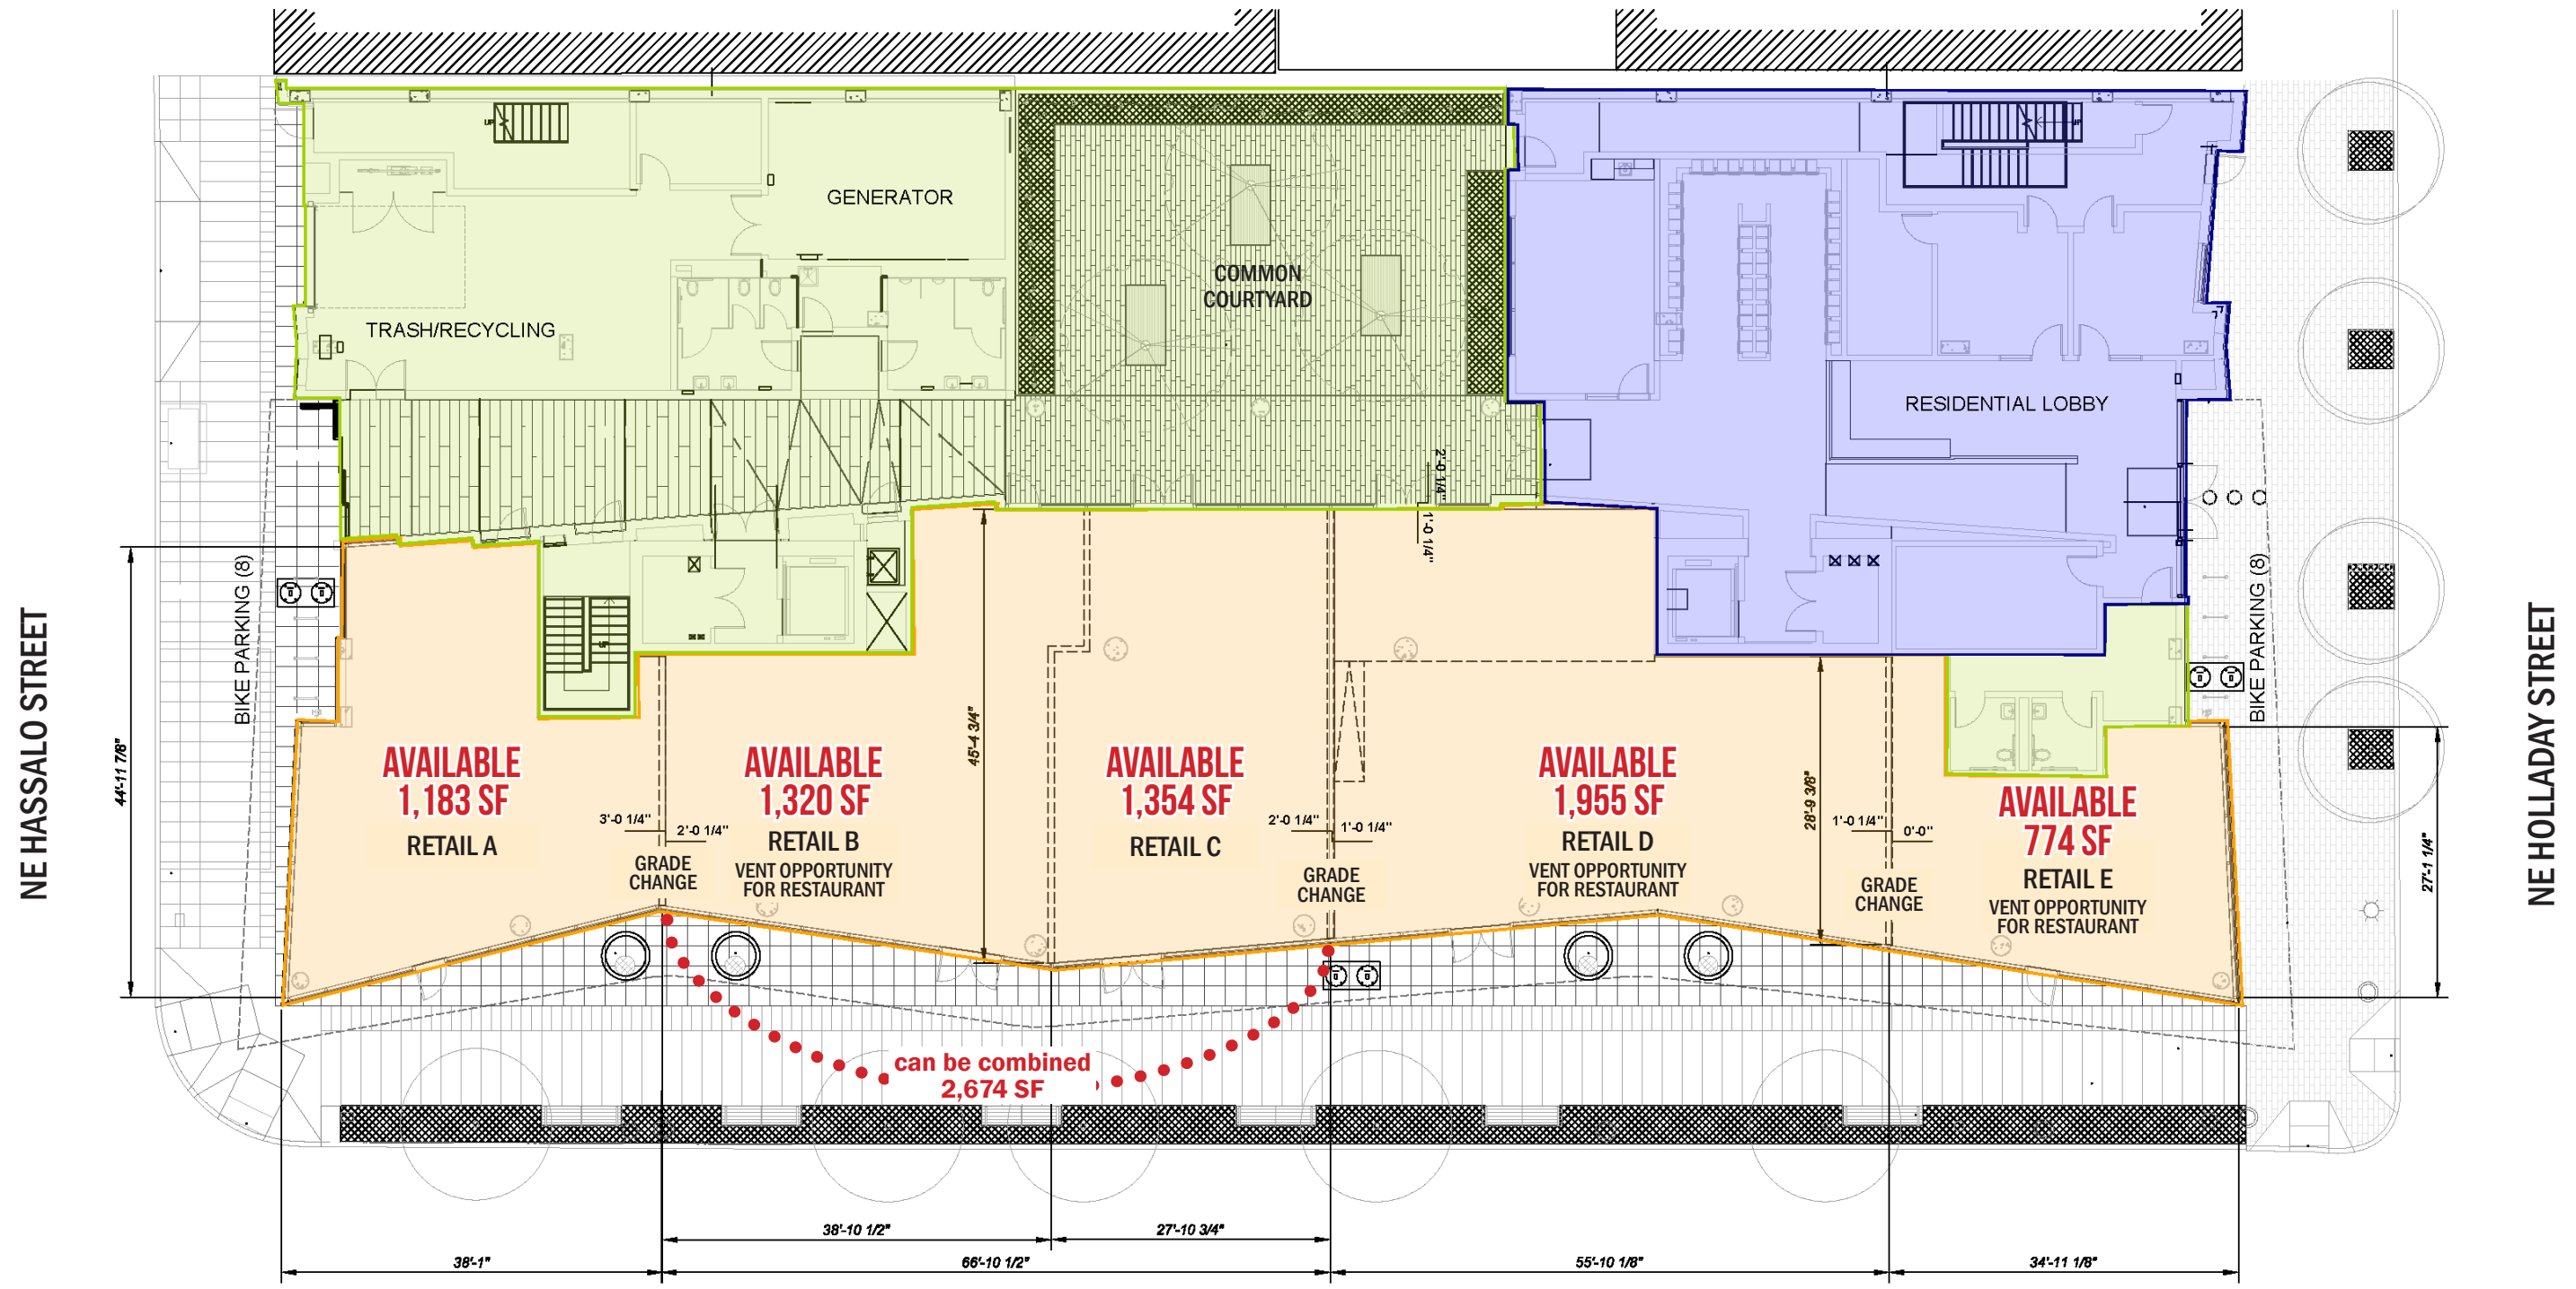 UP
UP
GENERATOR
COMMON
COURTYARD
TRASH/RECYCLING
RESIDENTIAL LOBBY
2'-0 1/4"
1'-0 1/4"
BIKE PARKING (8)
BIKE PARKING (8)
NE HASSALO STREET
NE HOLLADAY STREET
UP
44'-11 7/8"
45'-4 3/4"
28'-9 3/8"
27'-1 1/4"
AVAILABLE
1,183 SF
RETAIL A
3'-0 1/4"
2'-0 1/4"
GRADE
CHANGE
AVAILABLE
1,320 SF
RETAIL B
VENT OPPORTUNITY
FOR RESTAURANT
AVAILABLE
1,354 SF
RETAIL C
2'-0 1/4"
1'-0 1/4"
GRADE
CHANGE
AVAILABLE
1,955 SF
RETAIL D
VENT OPPORTUNITY
FOR RESTAURANT
1'-0 1/4"
0'-0"
GRADE
CHANGE
AVAILABLE
774 SF
RETAIL E
VENT OPPORTUNITY
FOR RESTAURANT
can be combined
2,674 SF
38'-10 1/2"
27'-10 3/4"
38'-1"
66'-10 1/2"
55'-10 1/8"
34'-11 1/8"